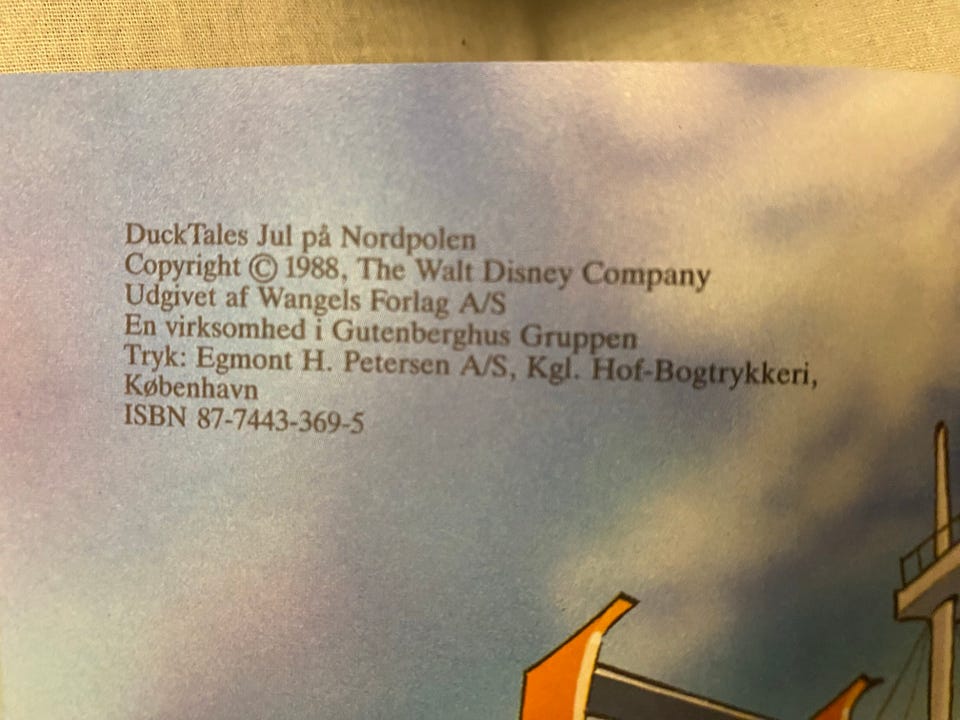 DuckTales Jul på Nordpolen
Copyright © 1988, The Walt Disney Company
Udgivet af Wangels Forlag A/S
En virksomhed i Gutenberghus Gruppen
Tryk: Egmont H. Petersen A/S, Kgl. Hof-Bogtrykkeri,
København
ISBN 87-7443-369-5